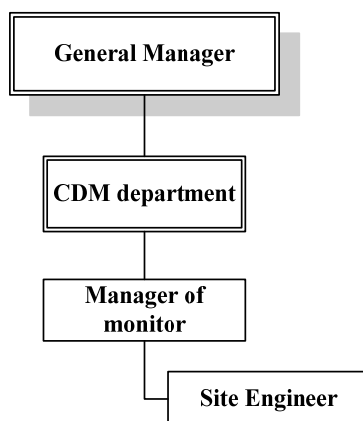 General Manager
CDM department
Manager of
monitor
Site Engineer